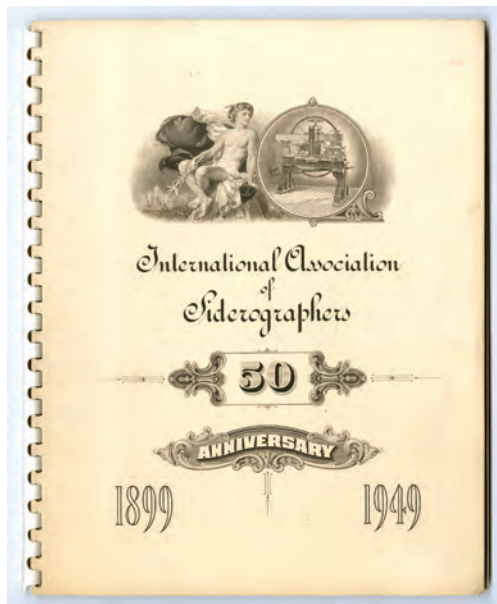 International Association
of
Siderographers
50
ANNIVERSARY
1899
1949